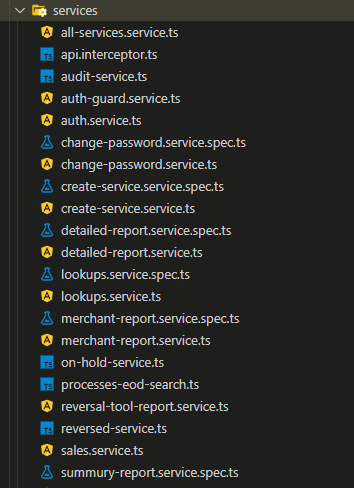 services
all-services.service.ts
api.interceptor.ts
audit-service.ts
auth-guard.service.ts
auth.service.ts
change-password.service.spec.ts
change-password.service.ts
create-service.service.spec.ts
create-service.service.ts
detailed-report.service.spec.ts
detailed-report.service.ts
lookups.service.spec.ts
lookups.service.ts
merchant-report.service.spec.ts
merchant-report.service.ts
on-hold-service.ts
processes-eod-search.ts
reversal-tool-report.service.ts
reversed-service.ts
sales.service.ts
summury-report.service.spec.ts